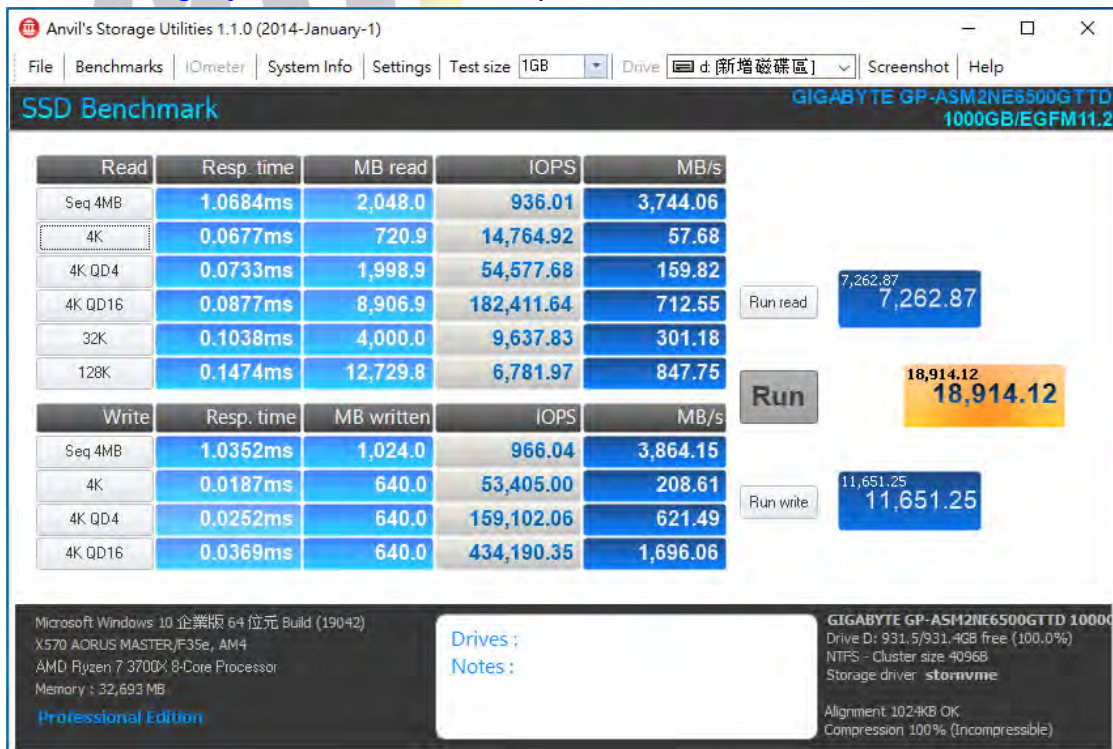 Anvil's Storage Utilities 1.1.0 (2014-January-1)
File Benchmarks IOmeter System Info Settings Test size 1GB Drive d: [新增磁碟區] Screenshot Help
SSD Benchmark
GIGABYTE GP-ASM2NE6500GTTD
1000GB/EGFM11.2
Read Resp. time MB read IOPS MB/s
Seq 4MB 1.0684ms 2,048.0 936.01 3,744.06
4K 0.0677ms 720.9 14,764.92 57.68
4K QD4 0.0733ms 1,998.9 54,577.68 159.82
4K QD16 0.0877ms 8,906.9 182,411.64 712.55
32K 0.1038ms 4,000.0 9,637.83 301.18
128K 0.1474ms 12,729.8 6,781.97 847.75
Run read
7,262.87
7,262.87
Run
18,914.12
18,914.12
Write Resp. time MB written IOPS MB/s
Seq 4MB 1.0352ms 1,024.0 966.04 3,864.15
4K 0.0187ms 640.0 53,405.00 208.61
4K QD4 0.0252ms 640.0 159,102.06 621.49
4K QD16 0.0369ms 640.0 434,190.35 1,696.06
Run write
11,651.25
11,651.25
Microsoft Windows 10 企業版 64 位元 Build (19042)
X570 AORUS MASTER/F35e, AM4
AMD Ryzen 7 3700X 8-Core Processor
Memory : 32,693 MB
Professional Edition
Drives :
Notes :
GIGABYTE GP-ASM2NE6500GTTD 1000
Drive D: 931.5/931.4GB free (100.0%)
NTFS - Cluster size 4096B
Storage driver stornvme
Alignment 1024KB OK
Compression 100% (Incompressible)